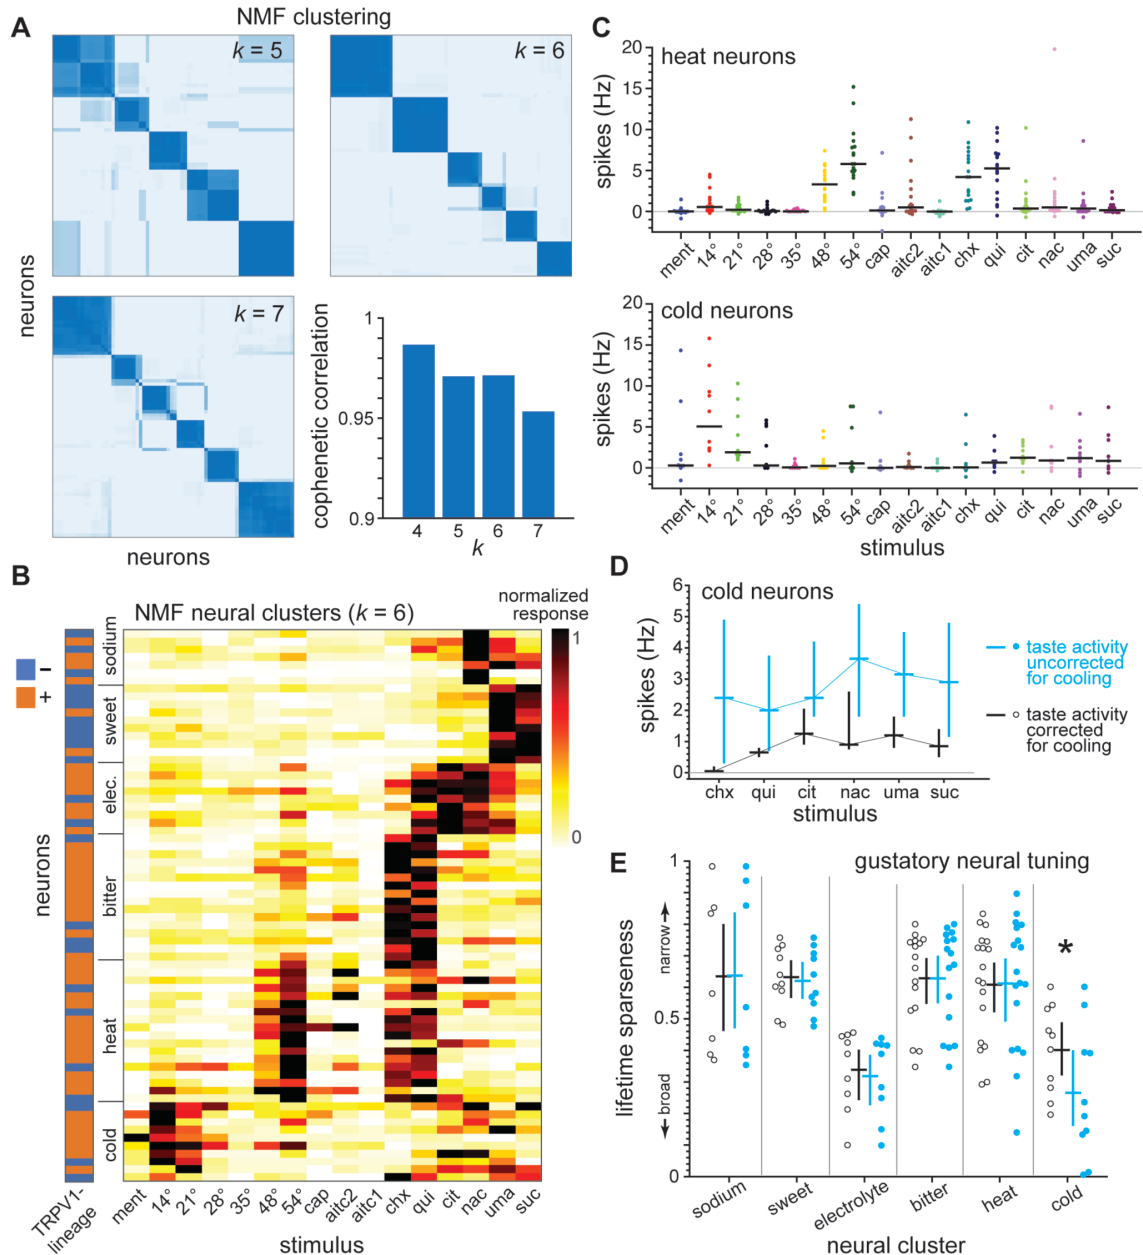 A
NMF clustering
k = 5
k = 6
k = 7
neurons
neurons
cophenetic correlation
1
0.95
0.9
4 5 6 7
k
B
NMF neural clusters (k = 6)
normalized
response
1
0
−
+
neurons
sodium
sweet
elec.
bitter
heat
cold
TRPV1-
lineage
ment 14° 21° 28° 35° 48° 54° cap aitc2 aitc1 chx qui cit nac uma suc
stimulus
C
heat neurons
spikes (Hz)
20
15
10
5
0
ment 14° 21° 28° 35° 48° 54° cap aitc2 aitc1 chx qui cit nac uma suc
cold neurons
spikes (Hz)
20
15
10
5
0
ment 14° 21° 28° 35° 48° 54° cap aitc2 aitc1 chx qui cit nac uma suc
stimulus
D
cold neurons
spikes (Hz)
6
5
4
3
2
1
0
chx qui cit nac uma suc
stimulus
taste activity
uncorrected
for cooling
taste activity
corrected
for cooling
E
gustatory neural tuning
lifetime sparseness
narrow →
← broad
1
0.5
0
*
sodium sweet electrolyte bitter heat cold
neural cluster